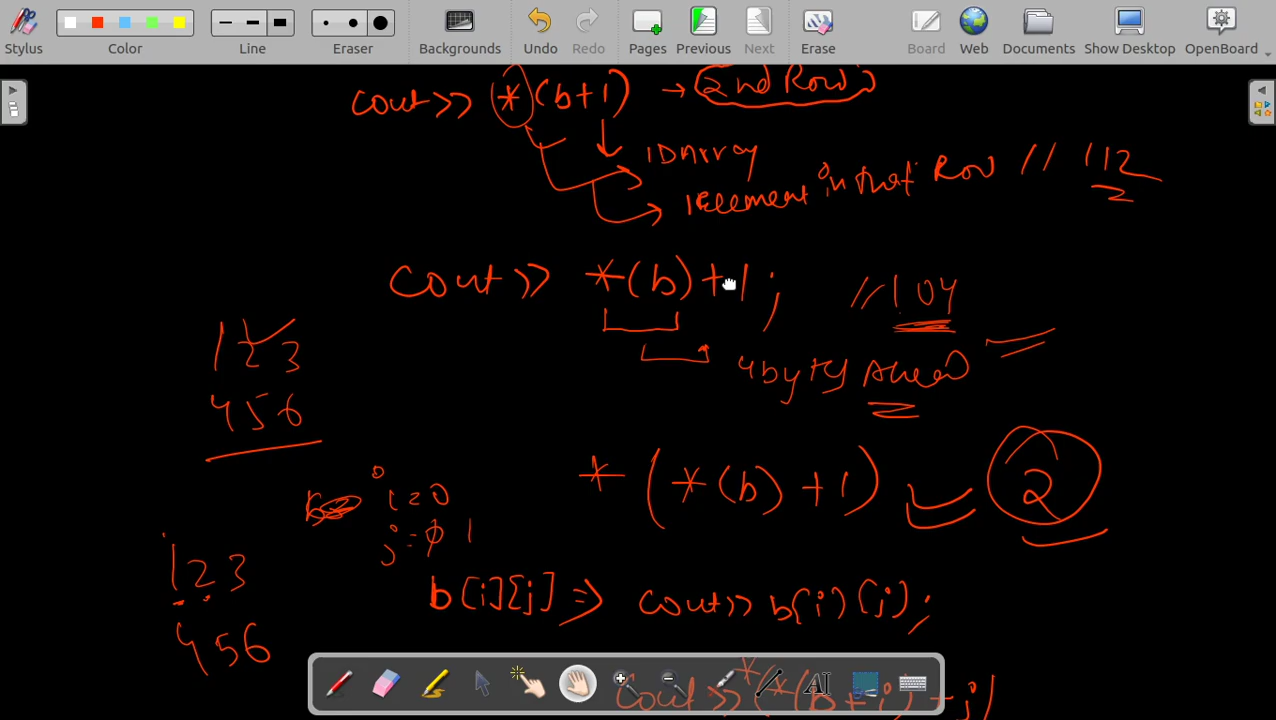 Stylus Color Line Eraser Backgrounds Undo Redo Pages Previous Next Erase Board Web Documents Show Desktop OpenBoard
cout >> *(b+1) → 2nd Row
1D Array
1 Element in that Row // 112
cout >> *(b)+1; // 104
4 bytes Ahead
1 2 3
4 5 6
*(*(b)+1) 2
i=0
j=0 1
1 2 3
4 5 6
b[i][j] => cout >> b[i][j];
cout >> *(*(b+i)+j)
AI